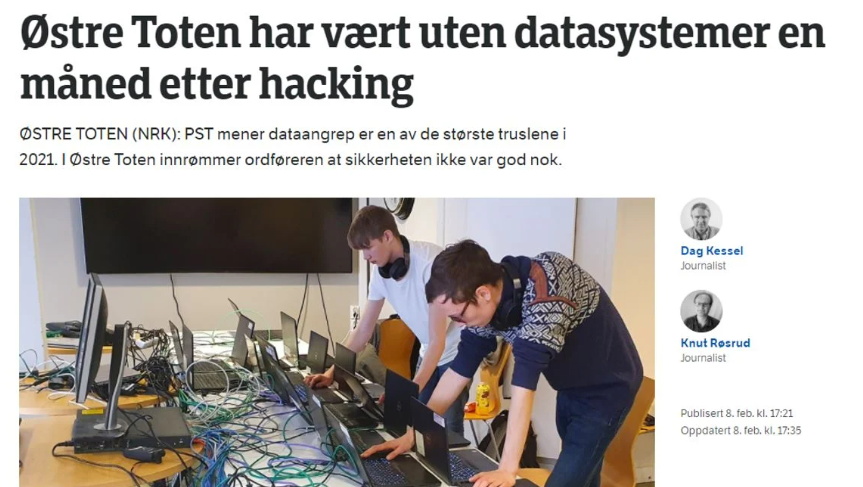 Østre Toten har vært uten datasystemer en
måned etter hacking
ØSTRE TOTEN (NRK): PST mener dataangrep er en av de største truslene i
2021. I Østre Toten innrømmer ordføreren at sikkerheten ikke var god nok.
Dag Kessel
Journalist
Knut Røsrud
Journalist
Publisert 8. feb. kl. 17:21
Oppdatert 8. feb. kl. 17:35